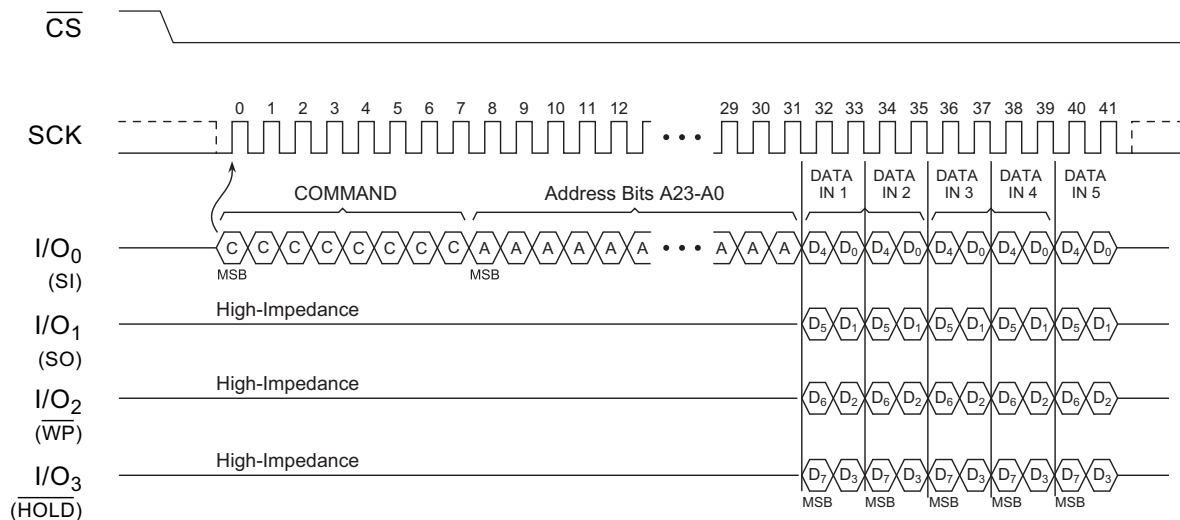 CS
SCK
0 1 2 3 4 5 6 7 8 9 10 11 12 • • • 29 30 31 32 33 34 35 36 37 38 39 40 41
COMMAND
Address Bits A23-A0
DATA IN 1
DATA IN 2
DATA IN 3
DATA IN 4
DATA IN 5
I/O0
(SI)
C C C C C C C C A A A A A A • • • A A A D4 D0 D4 D0 D4 D0 D4 D0 D4 D0
MSB MSB
I/O1
(SO)
High-Impedance
D5 D1 D5 D1 D5 D1 D5 D1 D5 D1
I/O2
(WP)
High-Impedance
D6 D2 D6 D2 D6 D2 D6 D2 D6 D2
I/O3
(HOLD)
High-Impedance
D7 D3 D7 D3 D7 D3 D7 D3 D7 D3
MSB MSB MSB MSB MSB